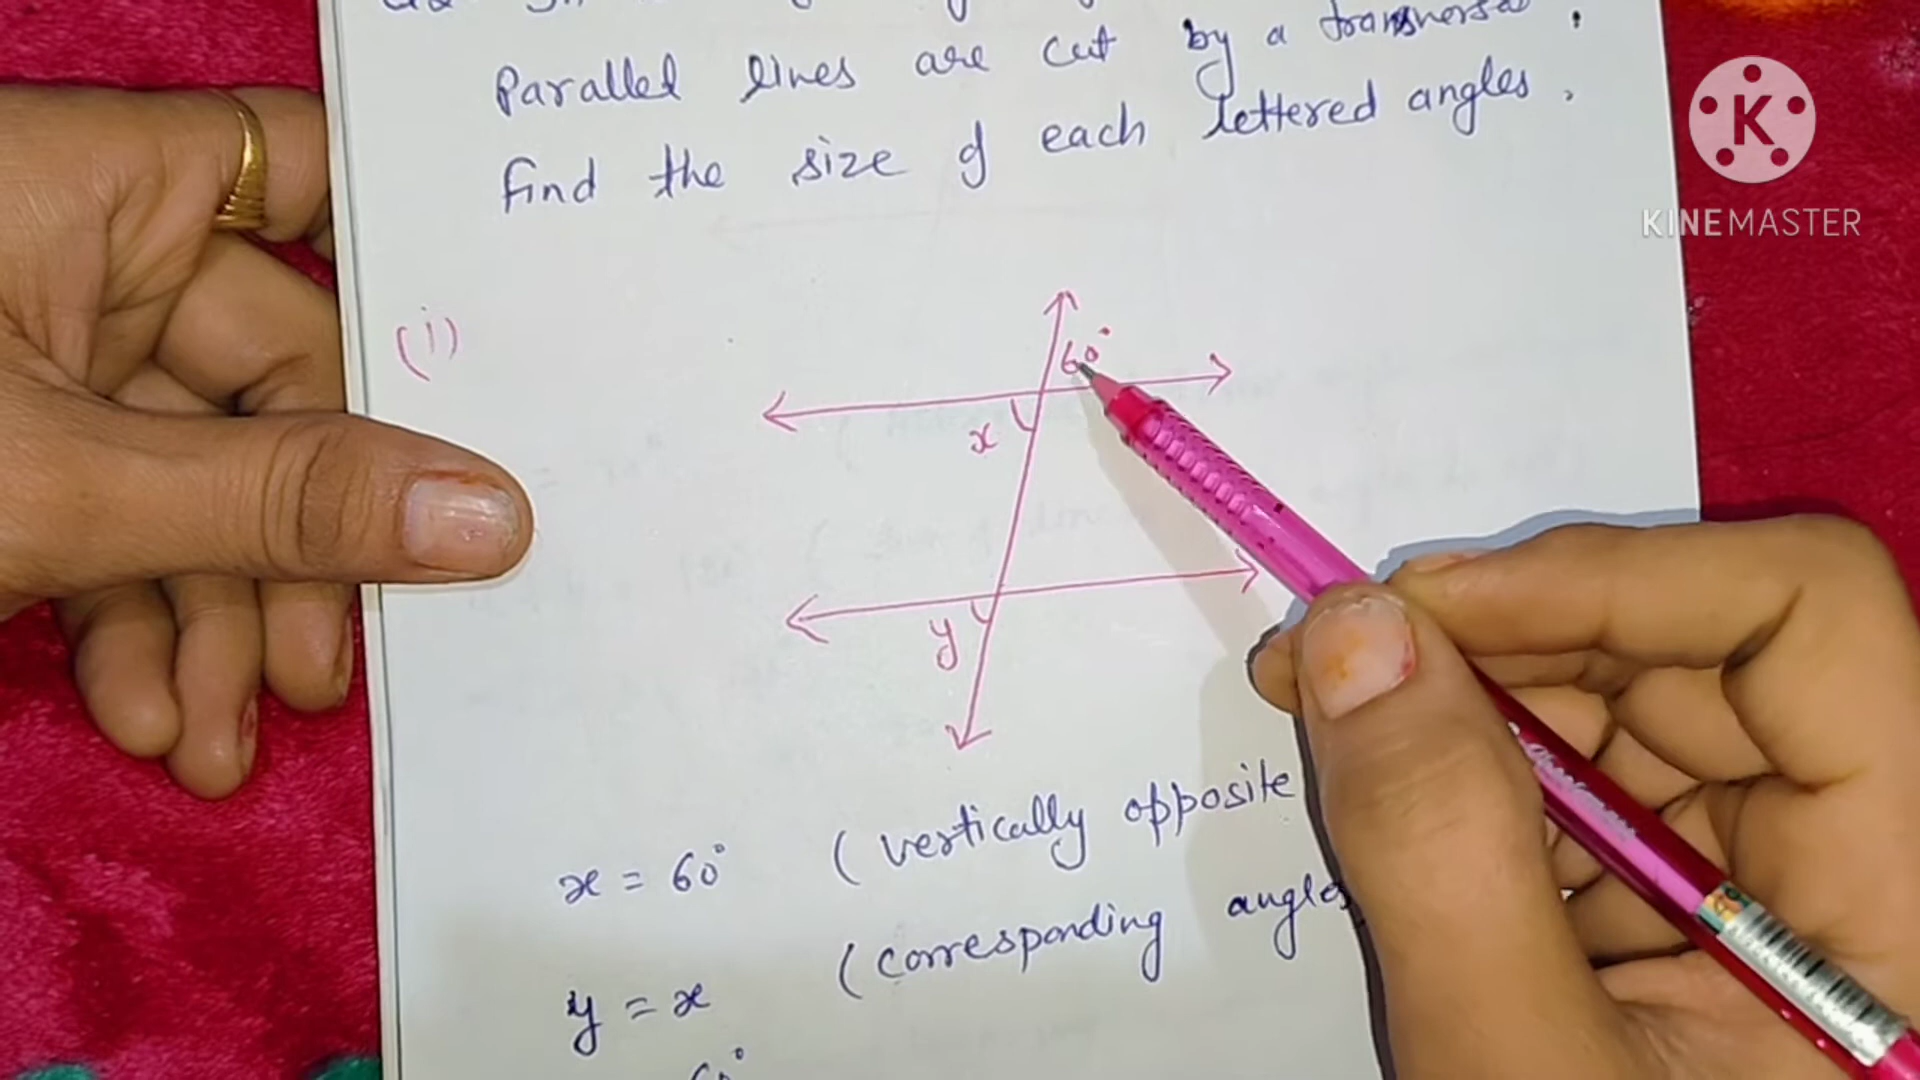 Parallel lines are cut by a transversal.
find the size of each lettered angles.
K
KINEMASTER
(i)
60°
x
y
x = 60° (vertically opposite
y = x (corresponding angles
60°